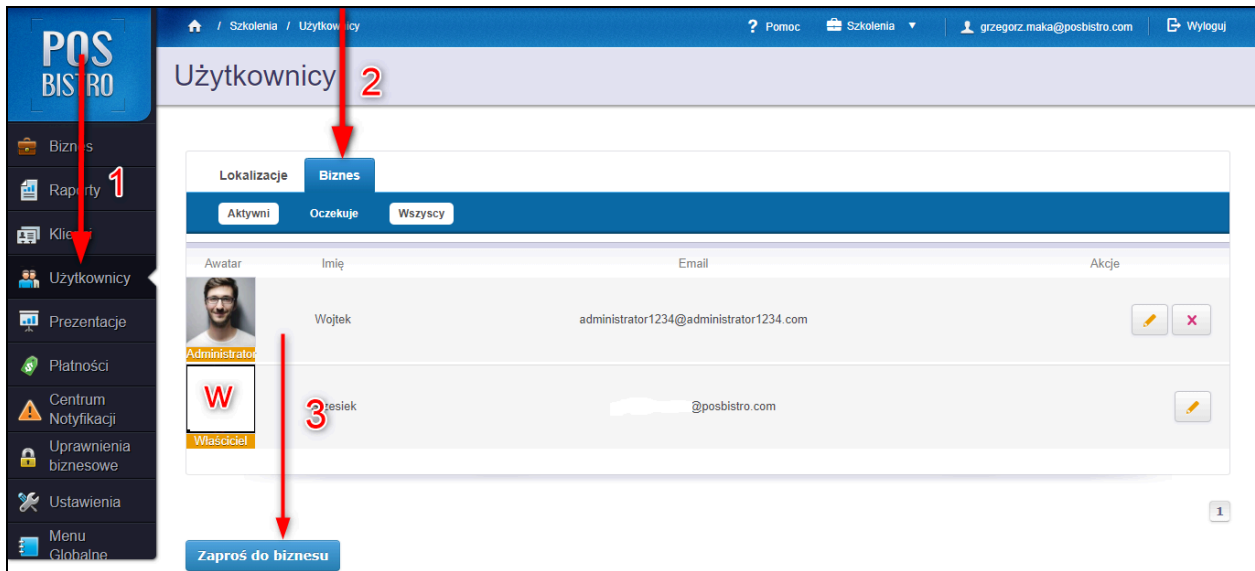 POS
BISTRO
/ Szkolenia / Użytkownicy
? Pomoc
Szkolenia
grzegorz.maka@posbistro.com
Wyloguj
Użytkownicy
2
Biznes
1
Raporty
Klienci
Użytkownicy
Prezentacje
Płatności
Centrum
Notyfikacji
Uprawnienia
biznesowe
Ustawienia
Menu
Globalne
Lokalizacje Biznes
Aktywni Oczekuje Wszyscy
Awatar Imię Email Akcje
Wojtek administrator1234@administrator1234.com
Administrator
W
3
@posbistro.com
Właściciel
1
Zaproś do biznesu